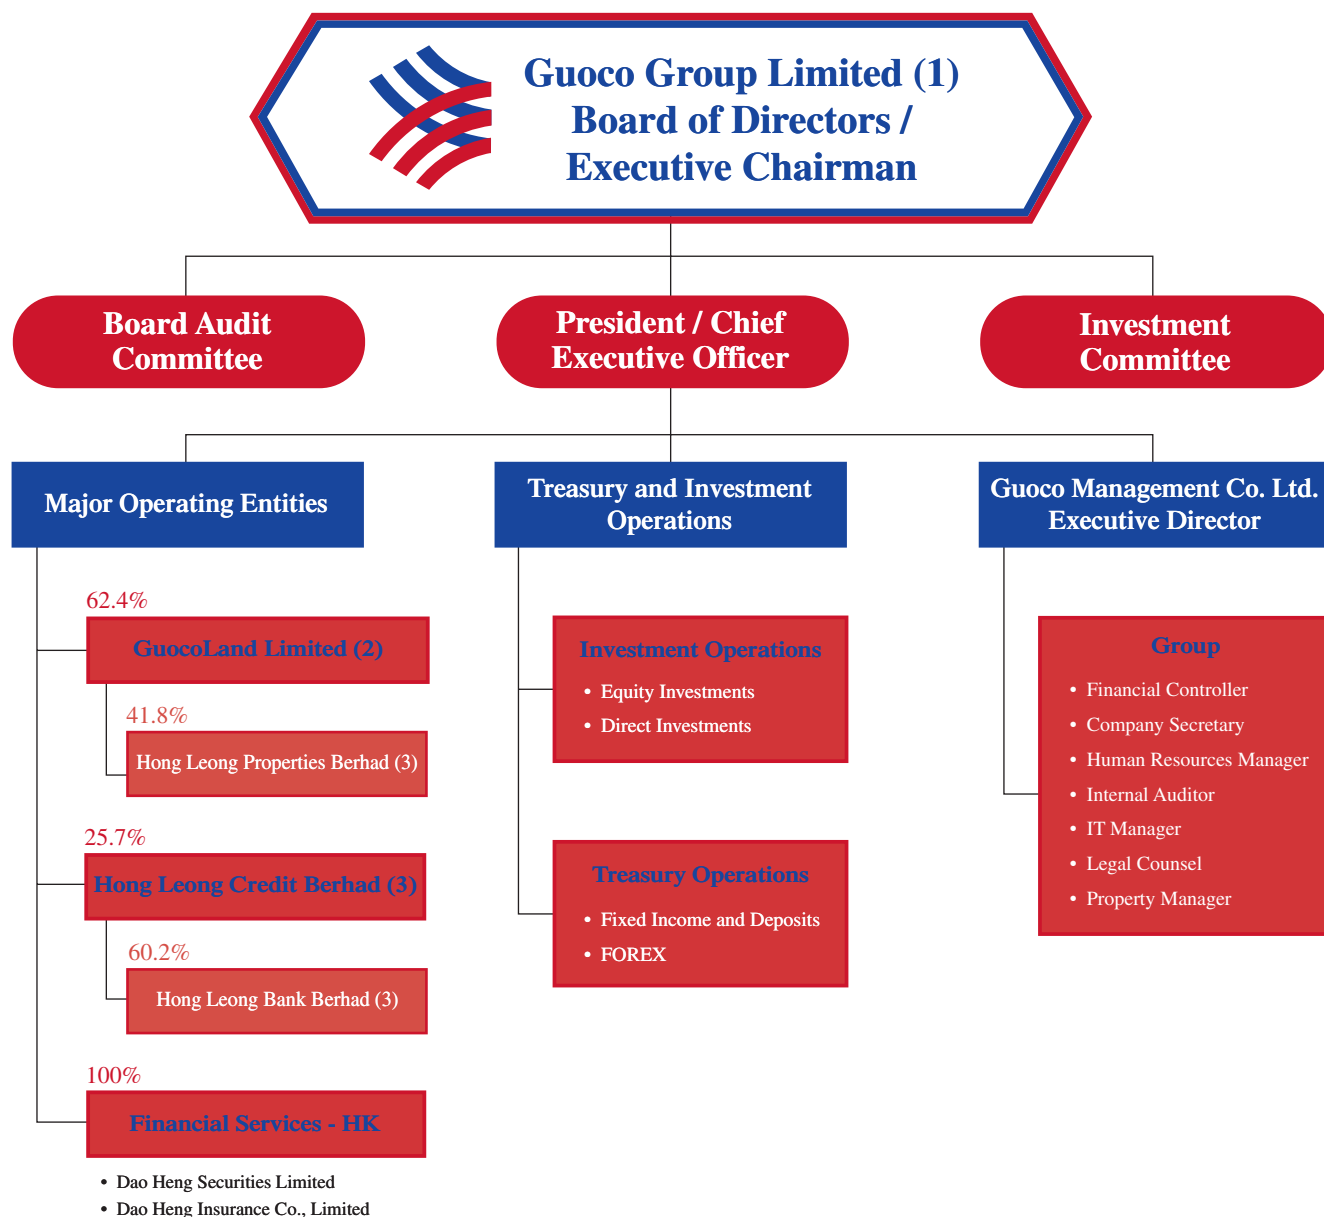 Guoco Group Limited (1)
Board of Directors /
Executive Chairman
Board Audit
Committee
President / Chief
Executive Officer
Investment
Committee
Major Operating Entities
Treasury and Investment
Operations
Guoco Management Co. Ltd.
Executive Director
62.4%
GuocoLand Limited (2)
41.8%
Hong Leong Properties Berhad (3)
25.7%
Hong Leong Credit Berhad (3)
60.2%
Hong Leong Bank Berhad (3)
100%
Financial Services - HK
• Dao Heng Securities Limited
• Dao Heng Insurance Co., Limited
Investment Operations
• Equity Investments
• Direct Investments
Treasury Operations
• Fixed Income and Deposits
• FOREX
Group
• Financial Controller
• Company Secretary
• Human Resources Manager
• Internal Auditor
• IT Manager
• Legal Counsel
• Property Manager